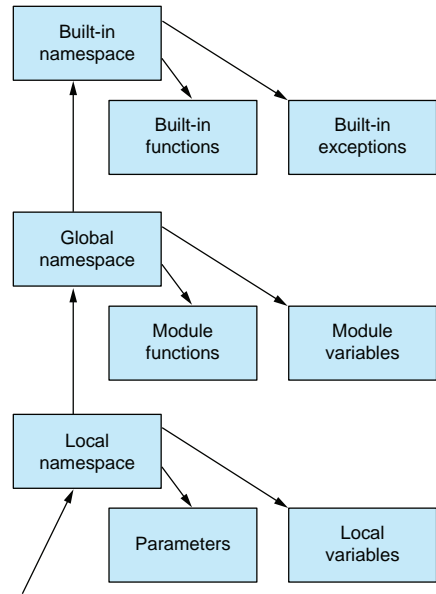 Built-in
namespace
Built-in
functions
Built-in
exceptions
Global
namespace
Module
functions
Module
variables
Local
namespace
Parameters
Local
variables